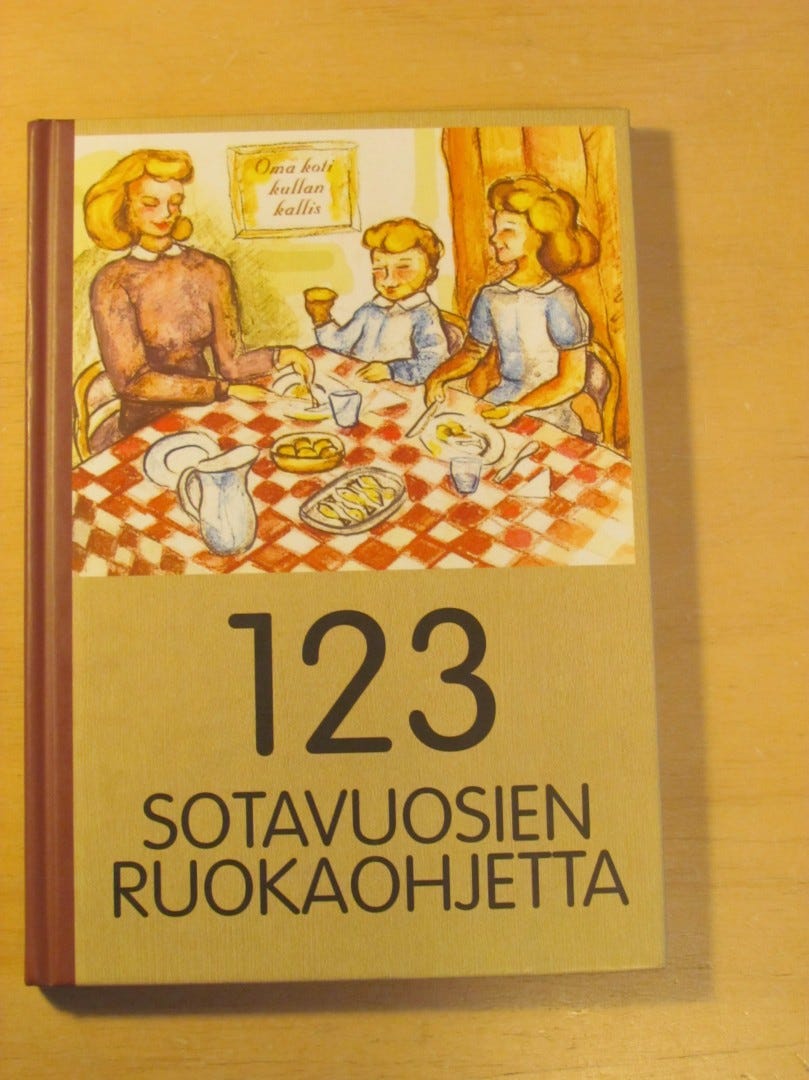 Oma koti
kullan
kallis
123
SOTAVUOSIEN
RUOKAOHJETTA